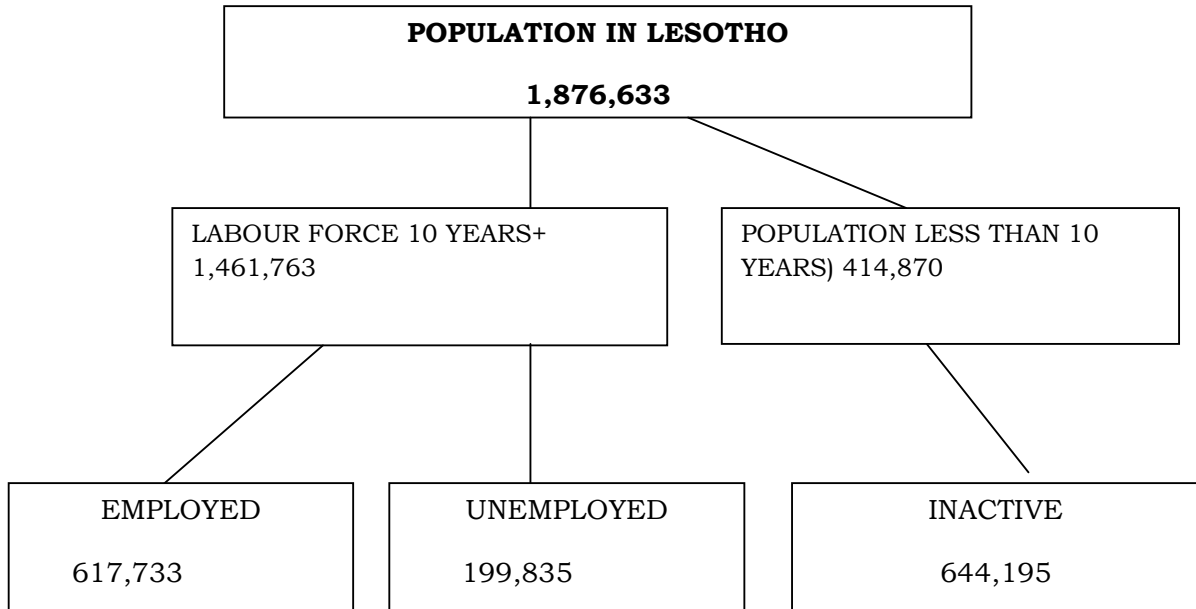 POPULATION IN LESOTHO
1,876,633
LABOUR FORCE 10 YEARS+
1,461,763
POPULATION LESS THAN 10
YEARS) 414,870
EMPLOYED
617,733
UNEMPLOYED
199,835
INACTIVE
644,195